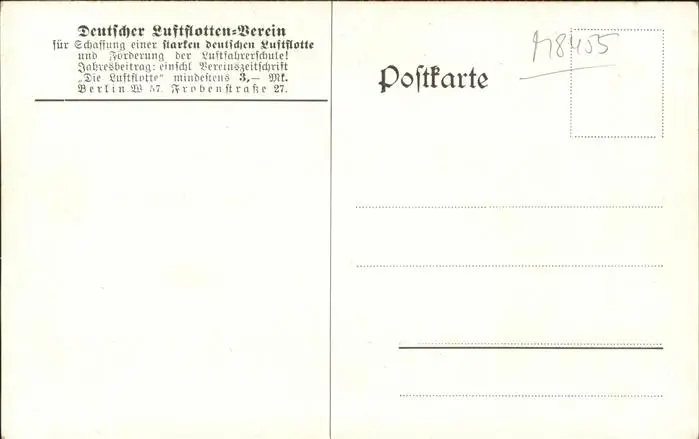 Deutscher Luftflotten-Verein
für Schaffung einer starken deutschen Luftflotte
und Förderung der Luftfahrerschule!
Jahresbeitrag: einschl Vereinszeitschrift
„Die Luftflotte“ mindestens 3,— Mk.
Berlin W 57. Frobenstraße 27.
Postkarte
M8455